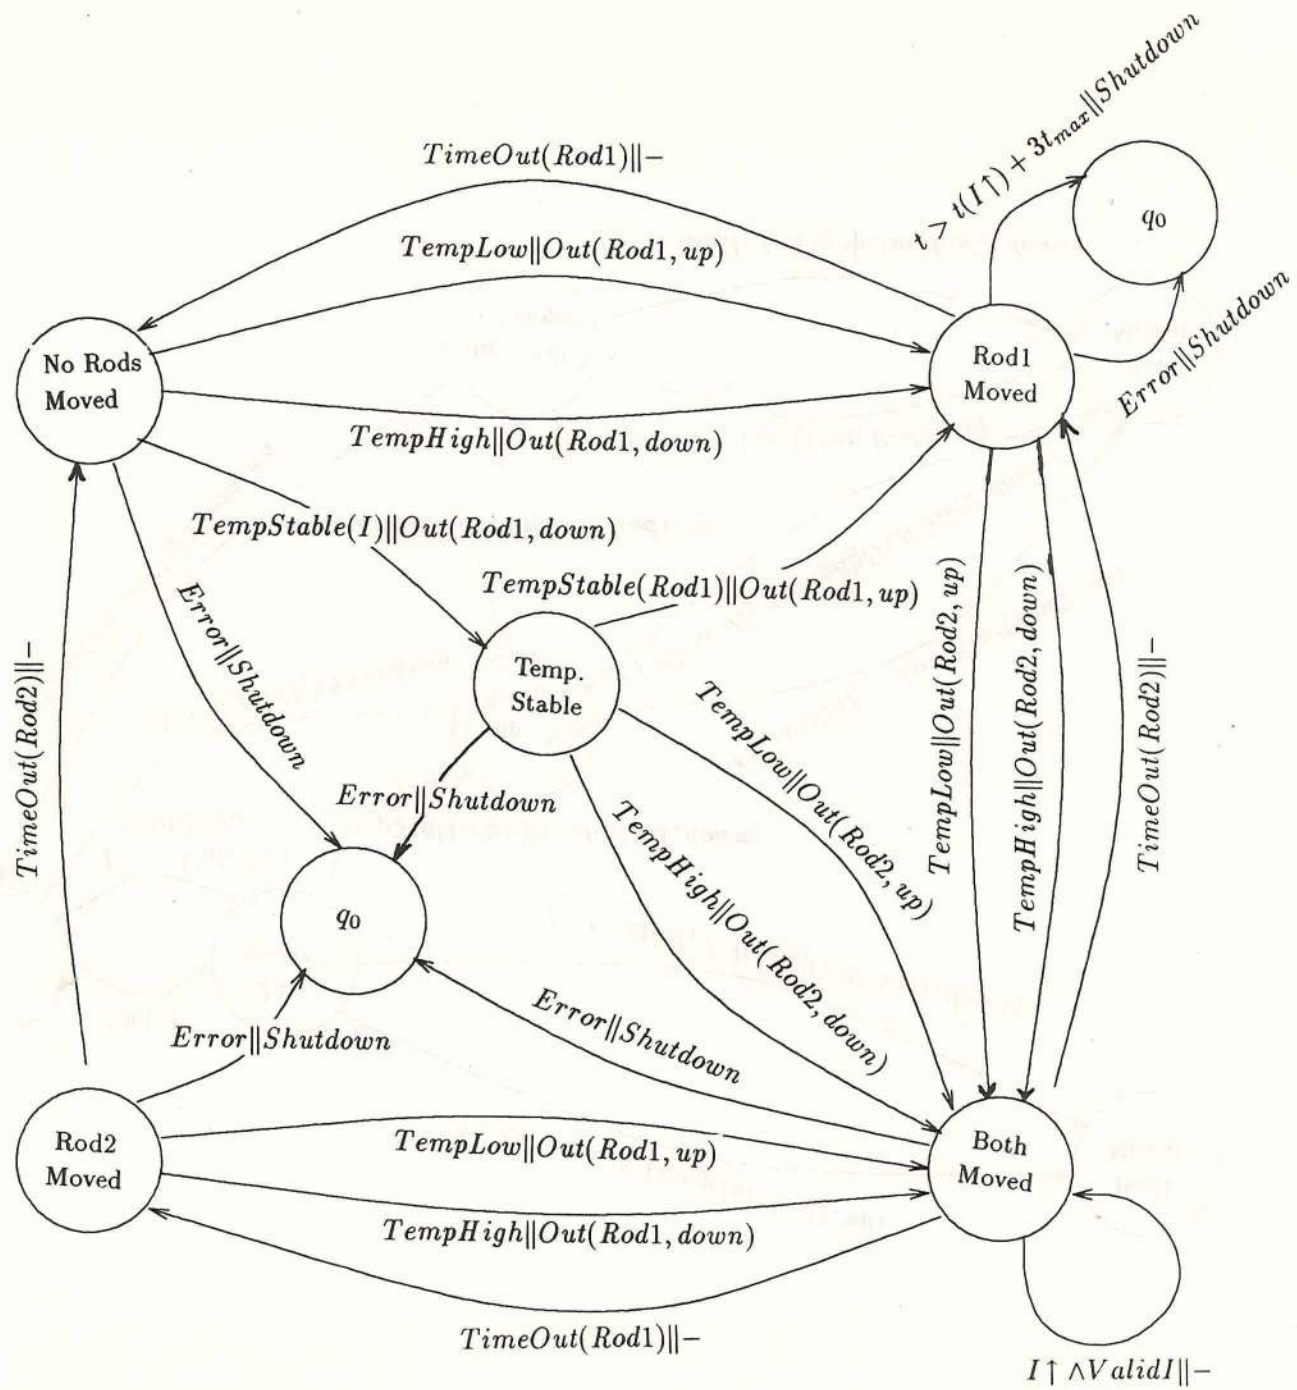 t > t(I↑) + 3t_max||Shutdown
TimeOut(Rod1)||−
q0
TempLow||Out(Rod1, up)
Error||Shutdown
No Rods
Moved
Rod1
Moved
TempHigh||Out(Rod1, down)
TempStable(I)||Out(Rod1, down)
TempStable(Rod1)||Out(Rod1, up)
Error||Shutdown
TimeOut(Rod2)||−
Temp.
Stable
TempLow||Out(Rod2, up)
TempLow||Out(Rod2, up)
TempHigh||Out(Rod2, down)
TimeOut(Rod2)||−
Error||Shutdown
TempHigh||Out(Rod2, down)
q0
Error||Shutdown
Error||Shutdown
Rod2
Moved
TempLow||Out(Rod1, up)
Both
Moved
TempHigh||Out(Rod1, down)
TimeOut(Rod1)||−
I↑ ∧ValidI||−